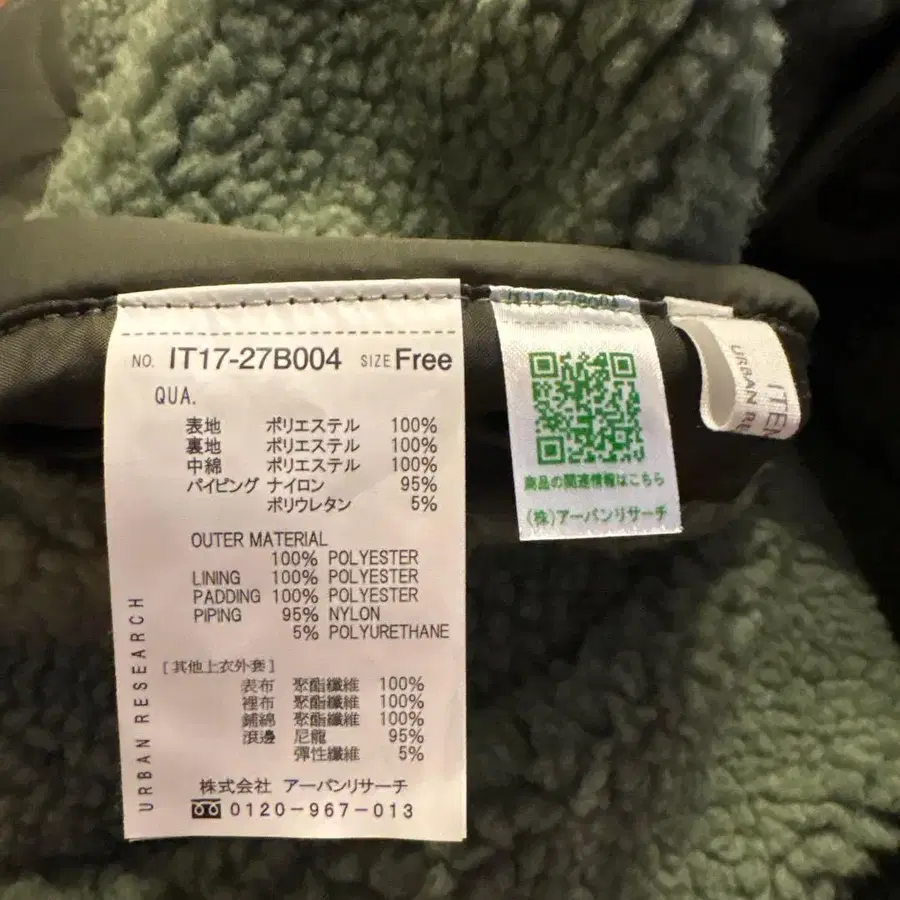 NO. IT17-27B004 SIZE Free
QUA.
表地 ポリエステル 100%
裏地 ポリエステル 100%
中綿 ポリエステル 100%
パイピング ナイロン 95%
ポリウレタン 5%
OUTER MATERIAL
100% POLYESTER
LINING 100% POLYESTER
PADDING 100% POLYESTER
PIPING 95% NYLON
5% POLYURETHANE
[其他上衣外套]
表布 聚酯纖維 100%
裡布 聚酯纖維 100%
鋪綿 聚酯纖維 100%
滾邊 尼龍 95%
彈性纖維 5%
株式会社 アーバンリサーチ
0120-967-013
URBAN RESEARCH
IT17-27B004
商品の関連情報はこちら
(株)アーバンリサーチ
ITEM
URBAN RE